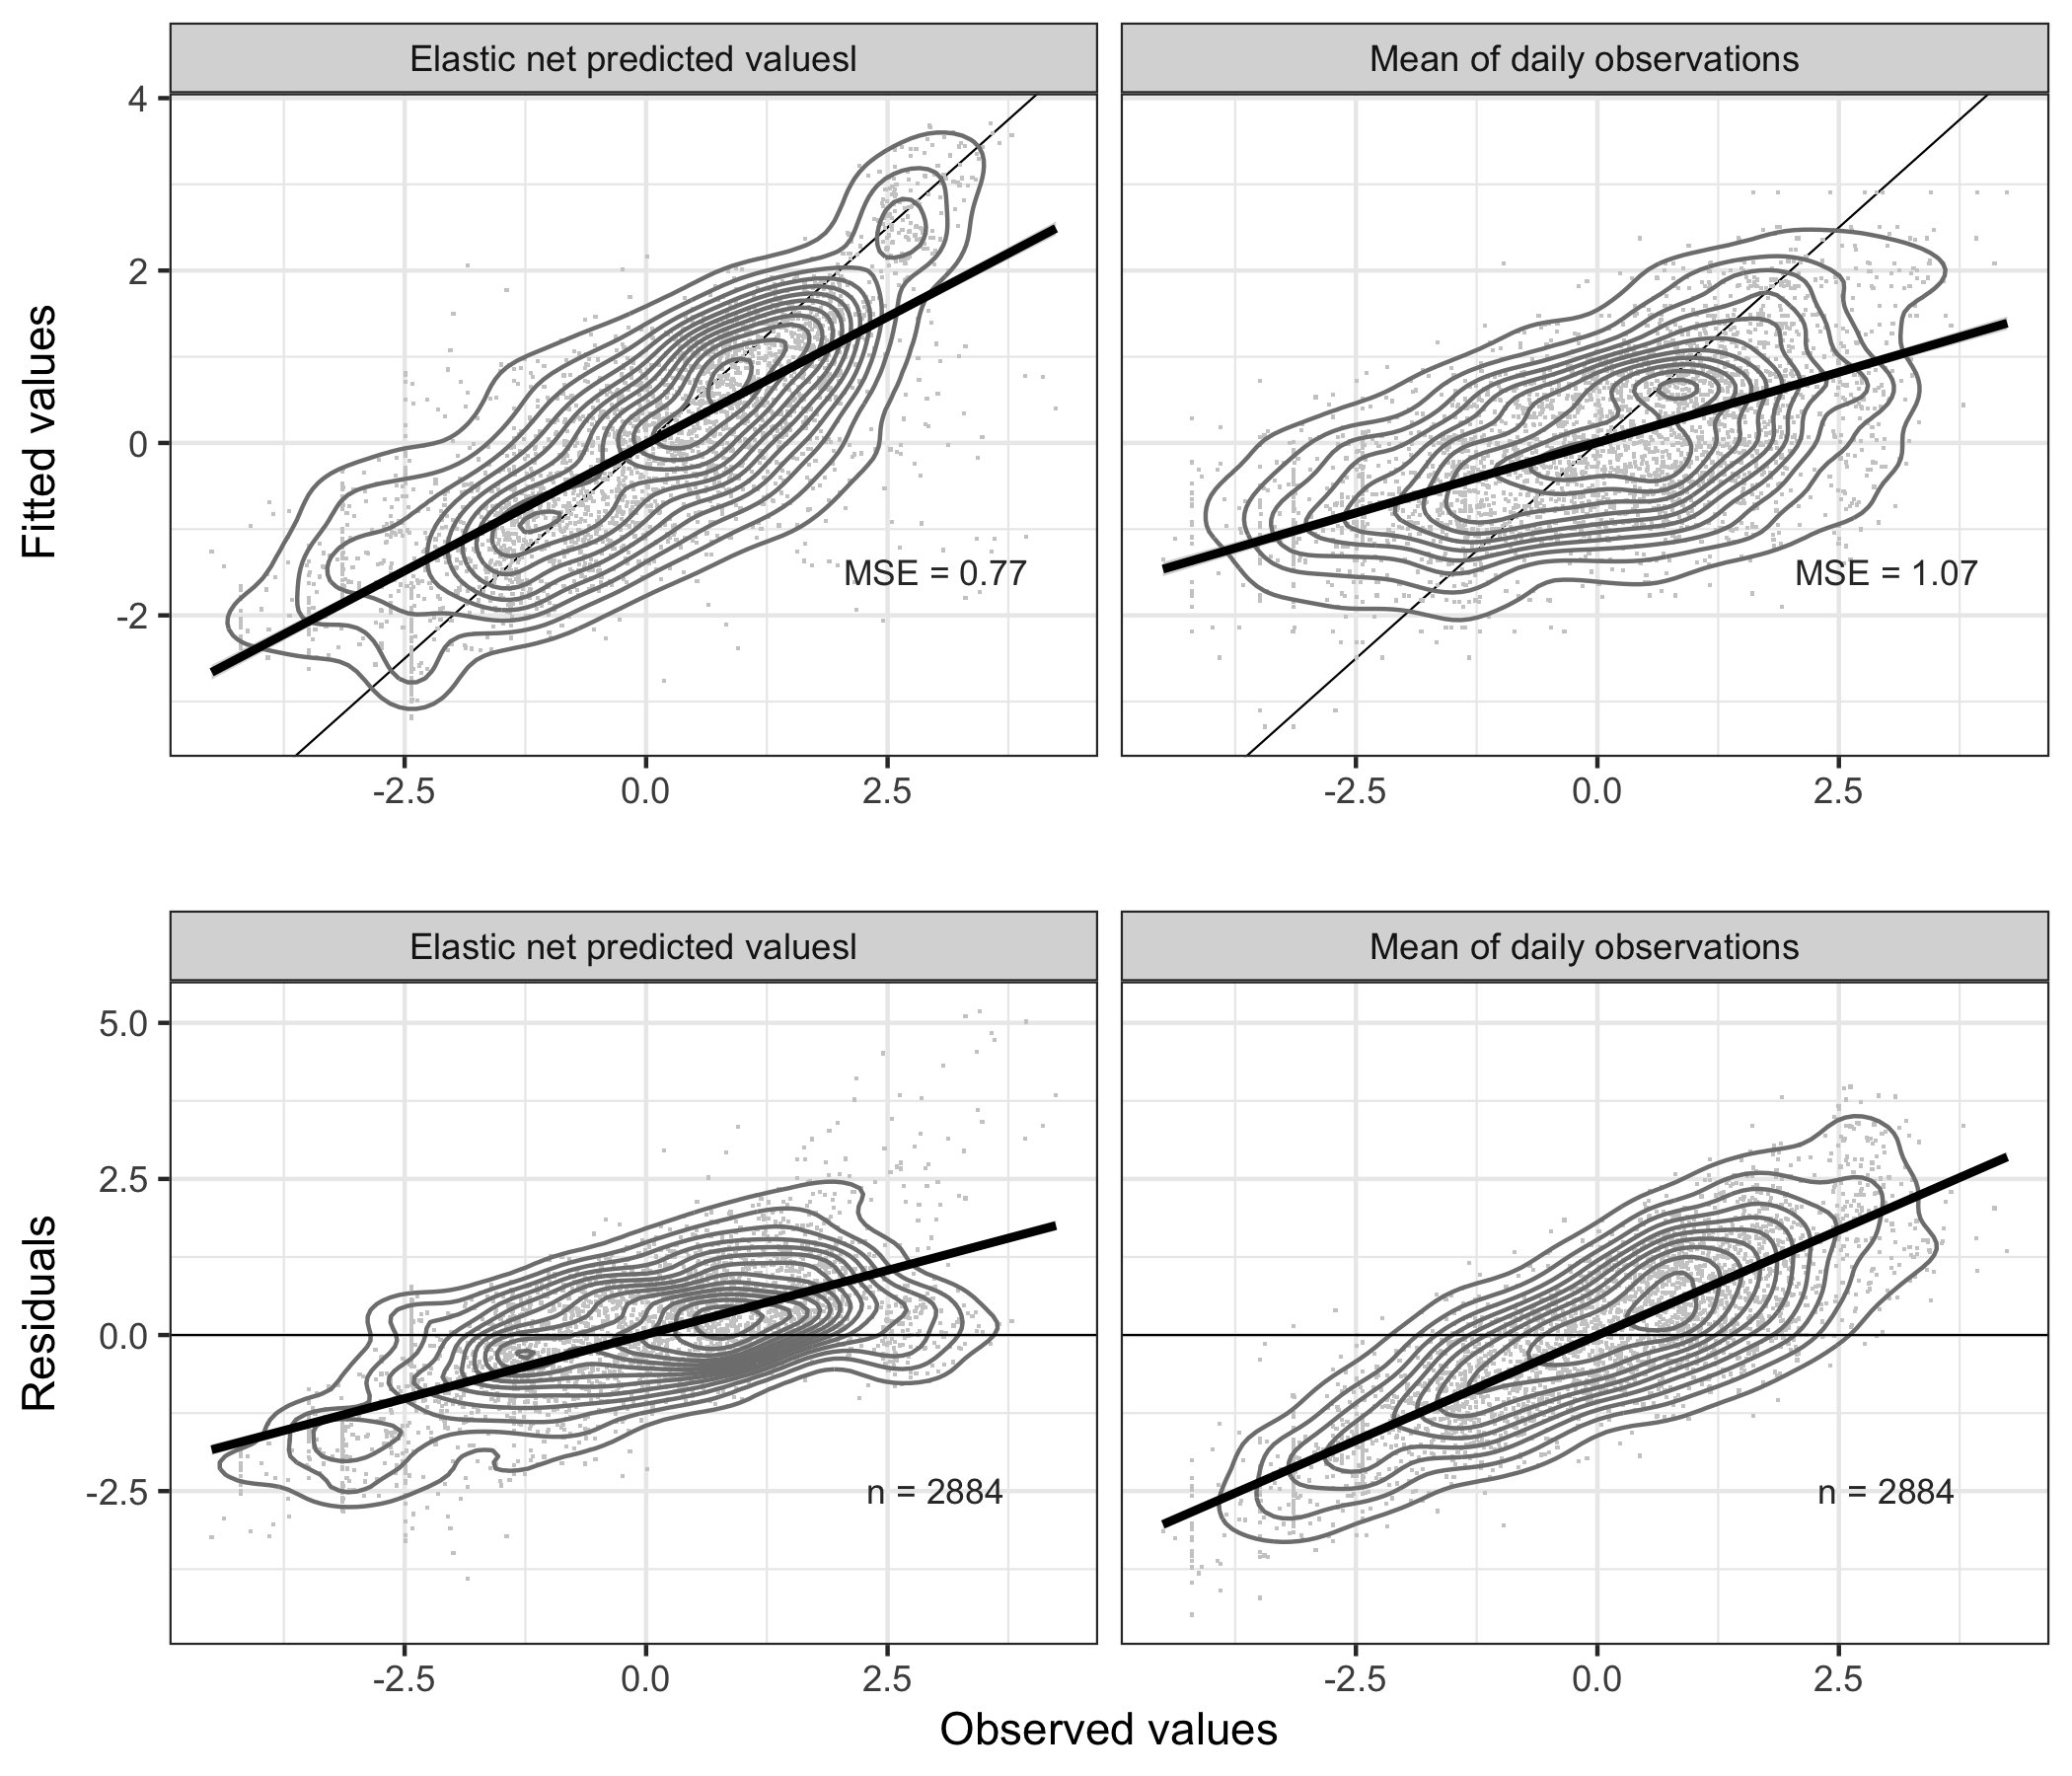 Elastic net predicted valuesl
Mean of daily observations
4
2
0
-2
Fitted values
MSE = 0.77
MSE = 1.07
-2.5 0.0 2.5
-2.5 0.0 2.5
Elastic net predicted valuesl
Mean of daily observations
5.0
2.5
0.0
-2.5
Residuals
n = 2884
n = 2884
-2.5 0.0 2.5
-2.5 0.0 2.5
Observed values